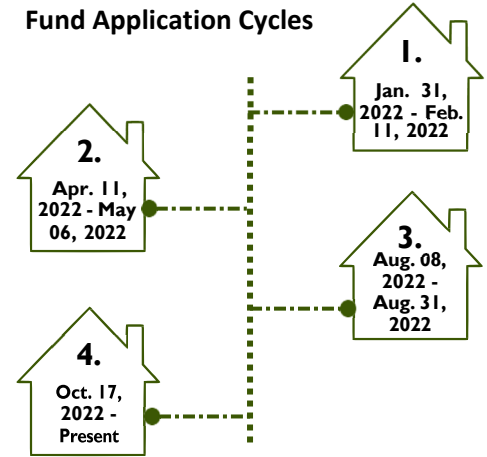 Fund Application Cycles
1.
Jan. 31,
2022 - Feb.
11, 2022
2.
Apr. 11,
2022 - May
06, 2022
3.
Aug. 08,
2022 -
Aug. 31,
2022
4.
Oct. 17,
2022 -
Present